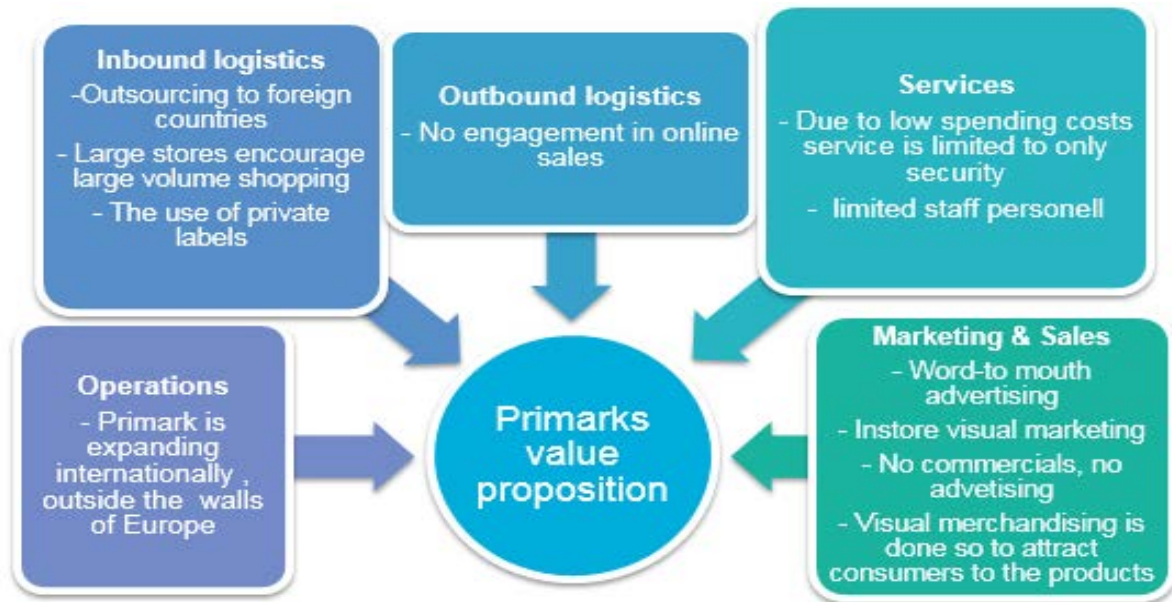 Inbound logistics
-Outsourcing to foreign
countries
- Large stores encourage
large volume shopping
- The use of private
labels
Outbound logistics
- No engagement in online
sales
Services
- Due to low spending costs
service is limited to only
security
- limited staff personell
Operations
- Primark is
expanding
internationally ,
outside the walls
of Europe
Primarks
value
proposition
Marketing & Sales
- Word-to mouth
advertising
- Instore visual marketing
- No commercials, no
advetising
- Visual merchandising is
done so to attract
consumers to the products